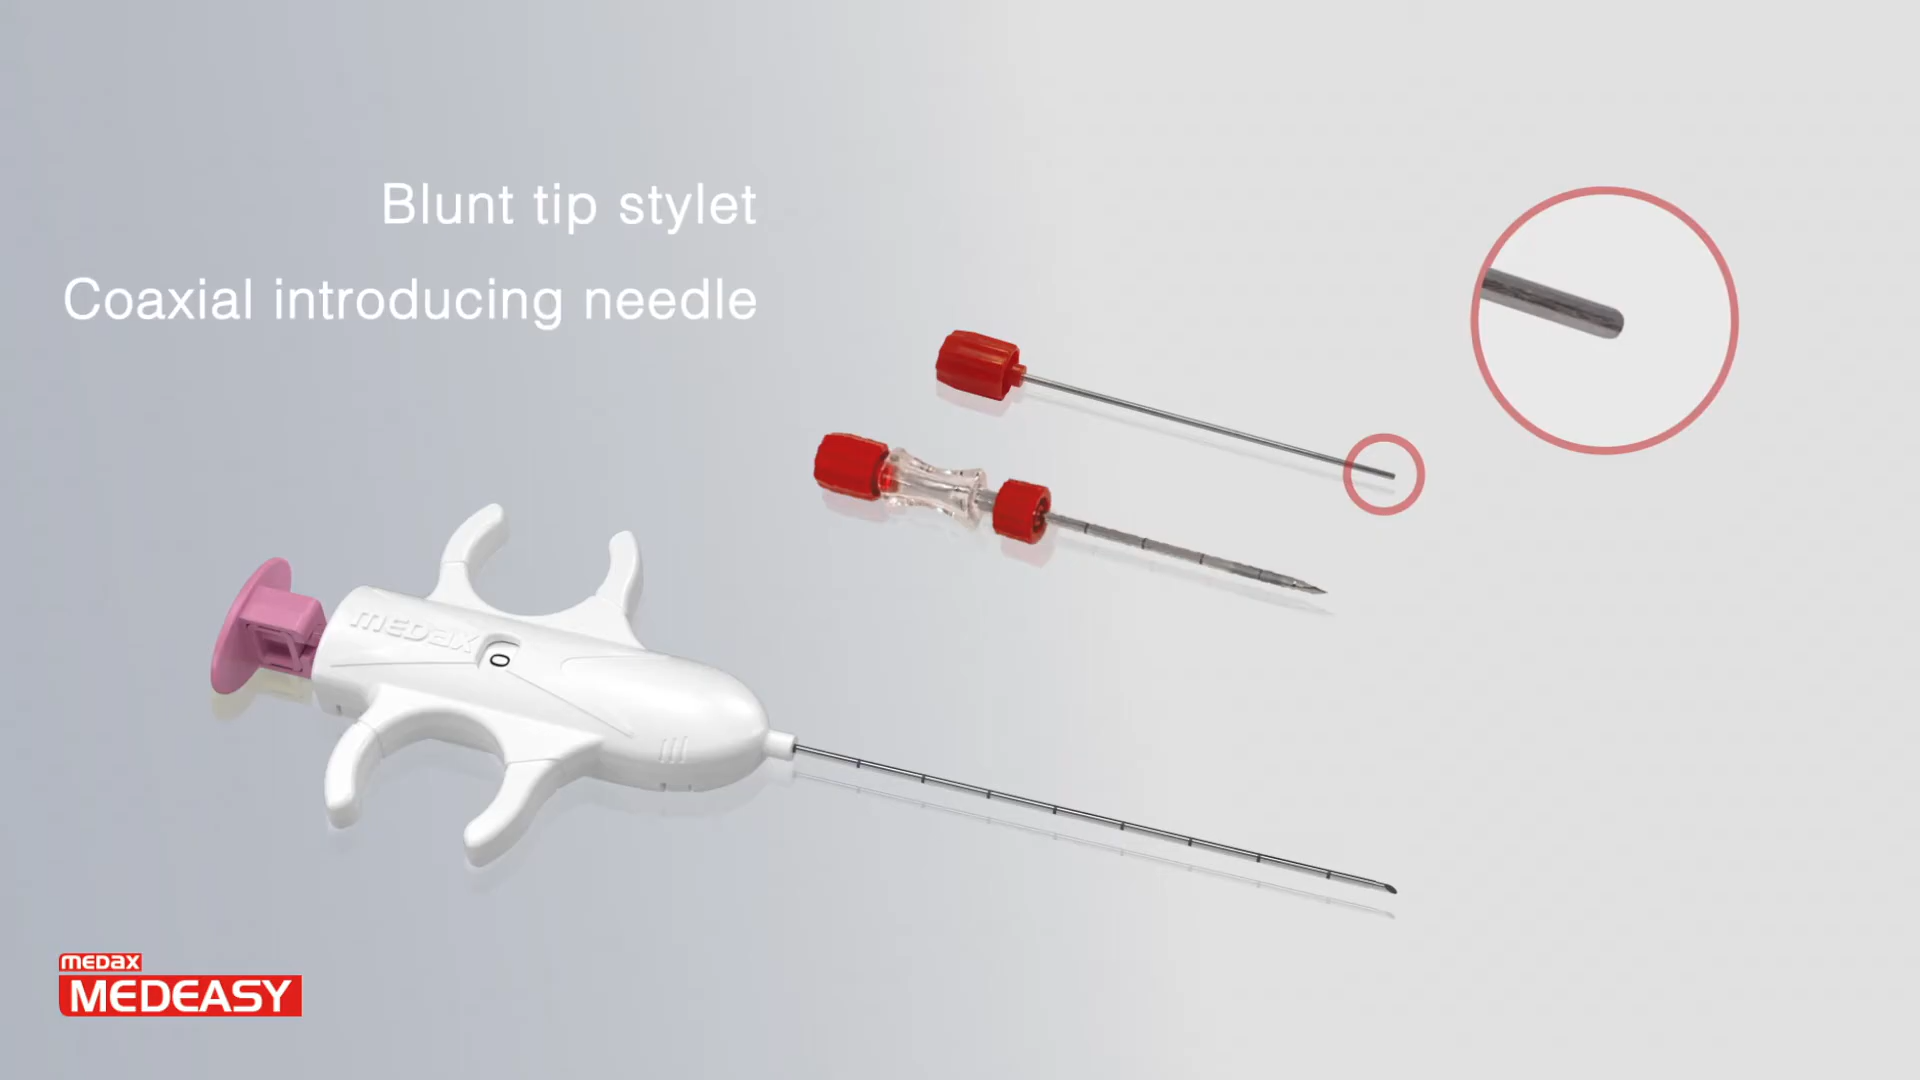 Blunt tip stylet
Coaxial introducing needle
medax
0
medax
MEDEASY